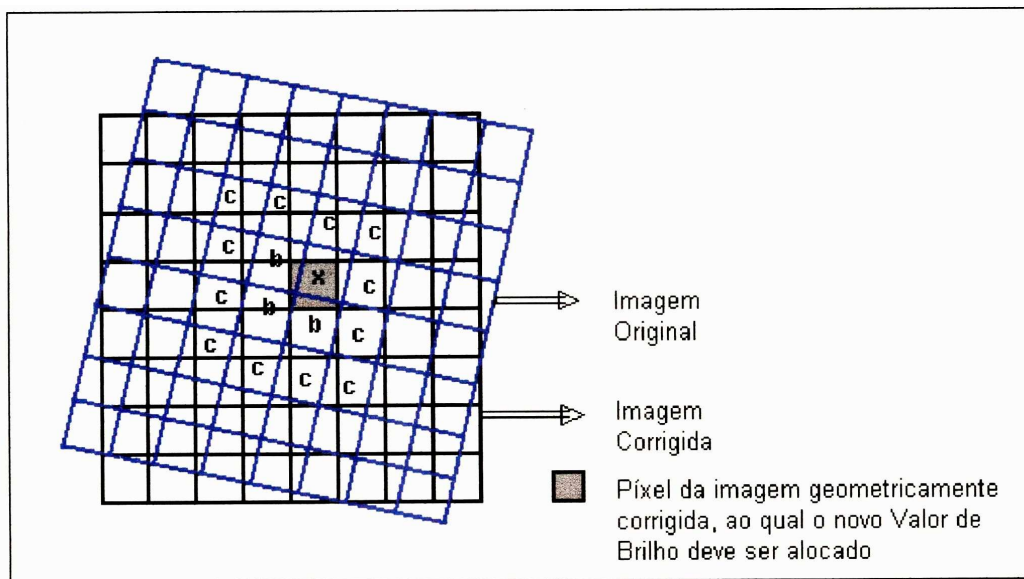 c c
c c
c b
x
c b c
b c
c
c c c
Imagem
Original
Imagem
Corrigida
Píxel da imagem geometricamente
corrigida, ao qual o novo Valor de
Brilho deve ser alocado